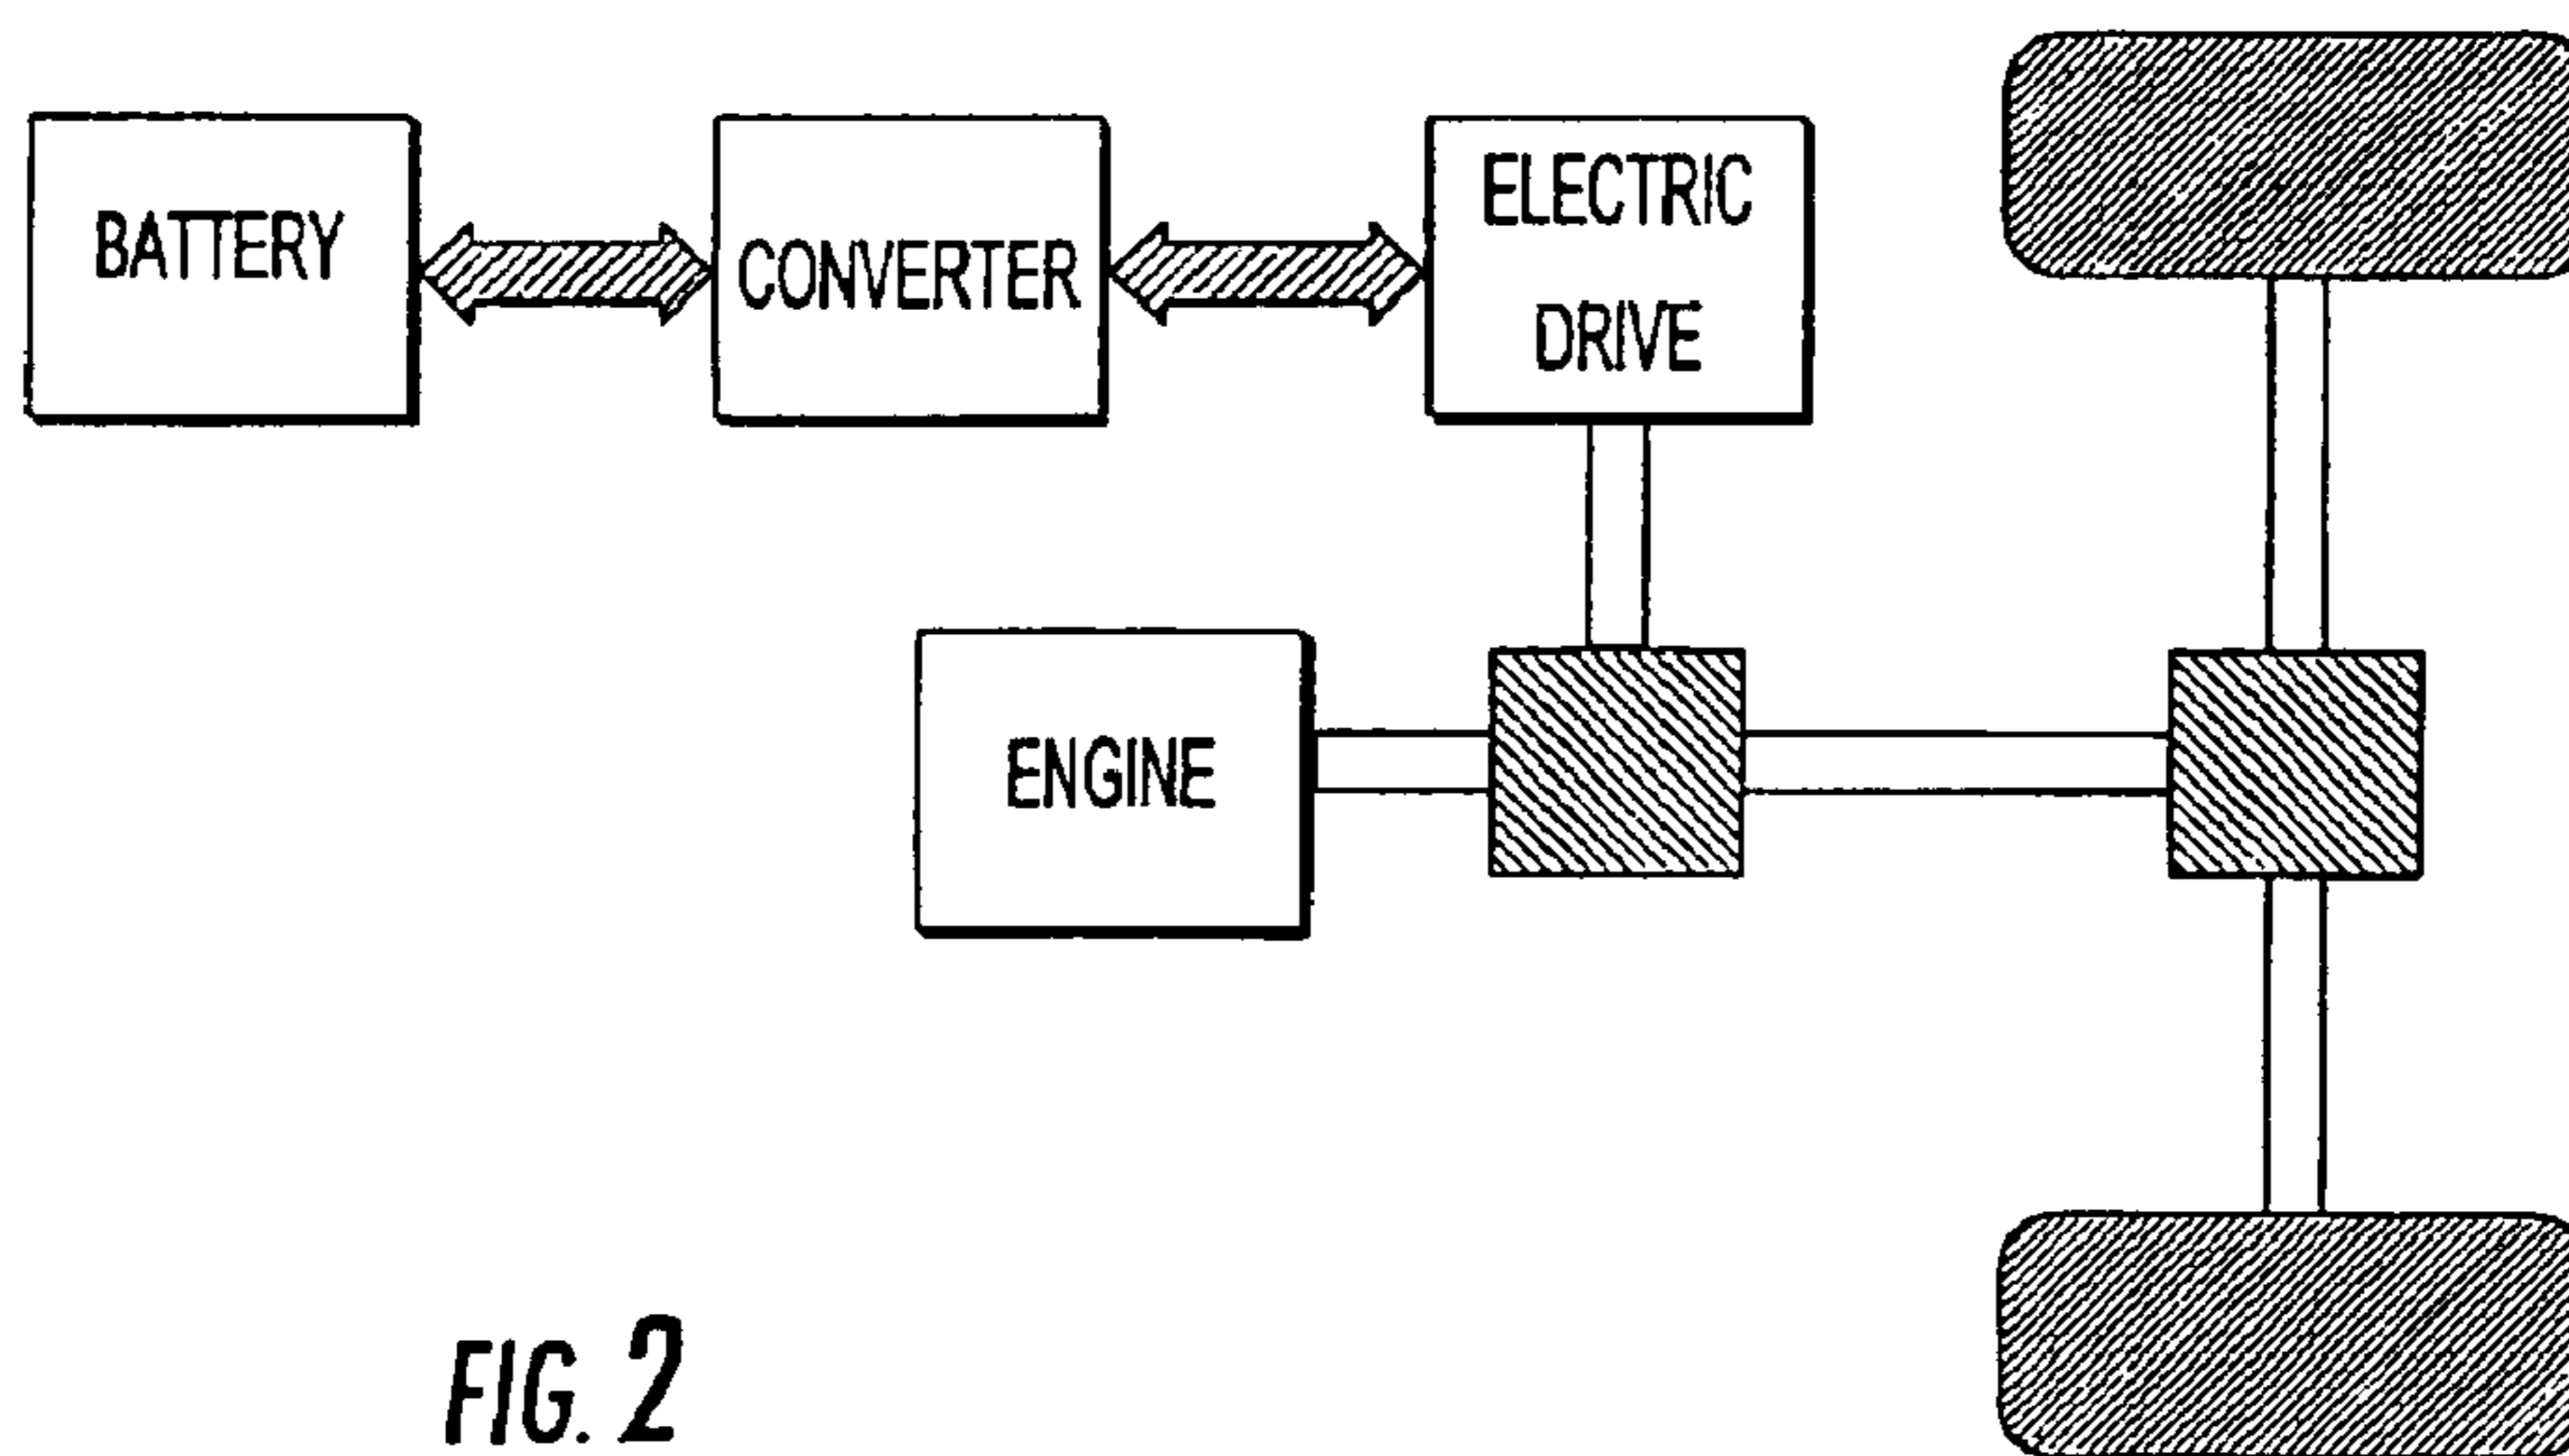 BATTERY
CONVERTER
ELECTRIC
DRIVE
ENGINE
FIG. 2